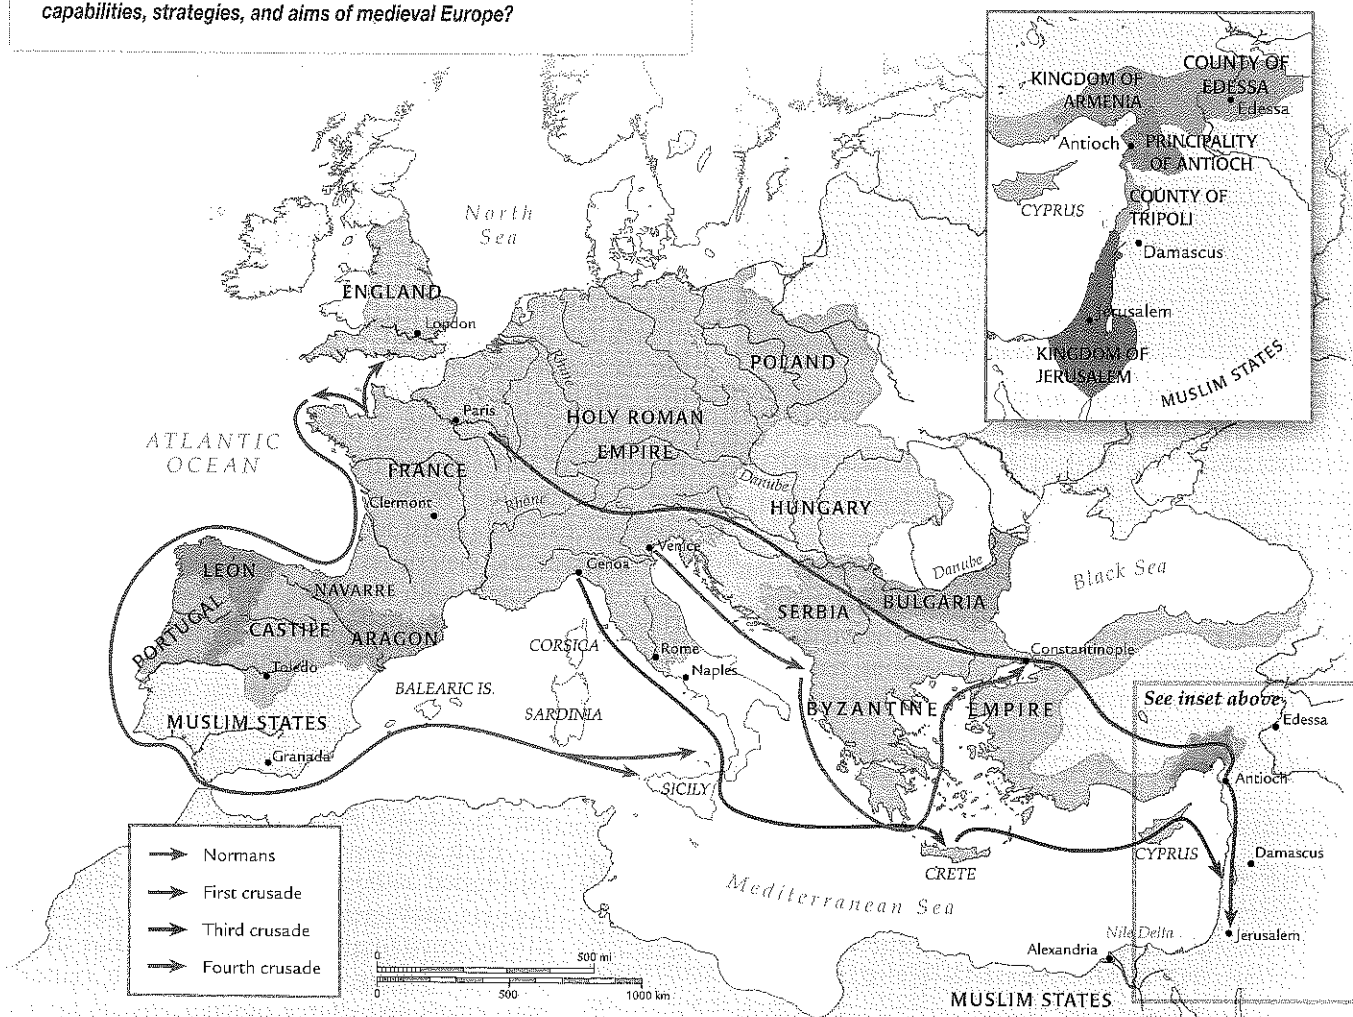 capabilities, strategies, and aims of medieval Europe?
KINGDOM OF
ARMENIA
COUNTY OF
EDESSA
Edessa
Antioch
PRINCIPALITY
OF ANTIOCH
CYPRUS
COUNTY OF
TRIPOLI
Damascus
Jerusalem
KINGDOM OF
JERUSALEM
MUSLIM STATES
North
Sea
ENGLAND
London
POLAND
Rhine
Paris
HOLY ROMAN
EMPIRE
ATLANTIC
OCEAN
FRANCE
Clermont
Rhone
Danube
HUNGARY
Venice
Genoa
LEÓN
NAVARRE
PORTUGAL
CASTILE
ARAGON
Toledo
SERBIA
BULGARIA
Danube
Black Sea
CORSICA
Rome
Naples
Constantinople
BALEARIC IS.
SARDINIA
MUSLIM STATES
Granada
BYZANTINE EMPIRE
See inset above
Edessa
Antioch
SICILY
CRETE
CYPRUS
Damascus
Mediterranean Sea
Nile Delta
Jerusalem
Alexandria
MUSLIM STATES
Normans
First crusade
Third crusade
Fourth crusade
0 500 mi
0 500 1000 km